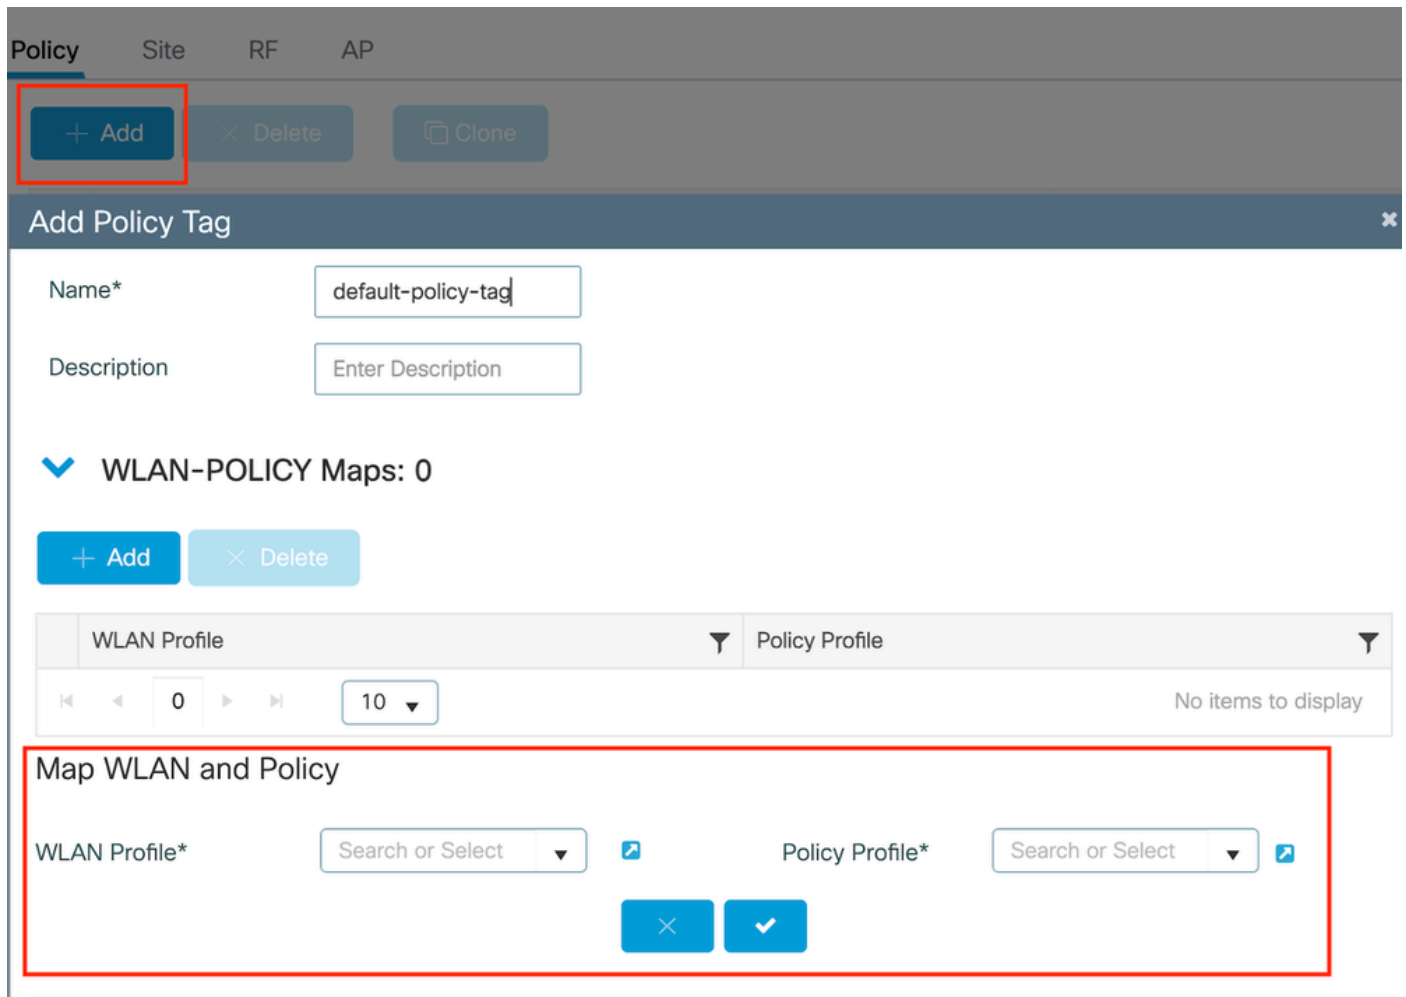 Policy Site RF AP
Add Delete Clone
Add Policy Tag
Name* default-policy-tag
Description Enter Description
WLAN-POLICY Maps: 0
Add Delete
WLAN Profile Policy Profile
0 10 No items to display
Map WLAN and Policy
WLAN Profile* Search or Select Policy Profile* Search or Select